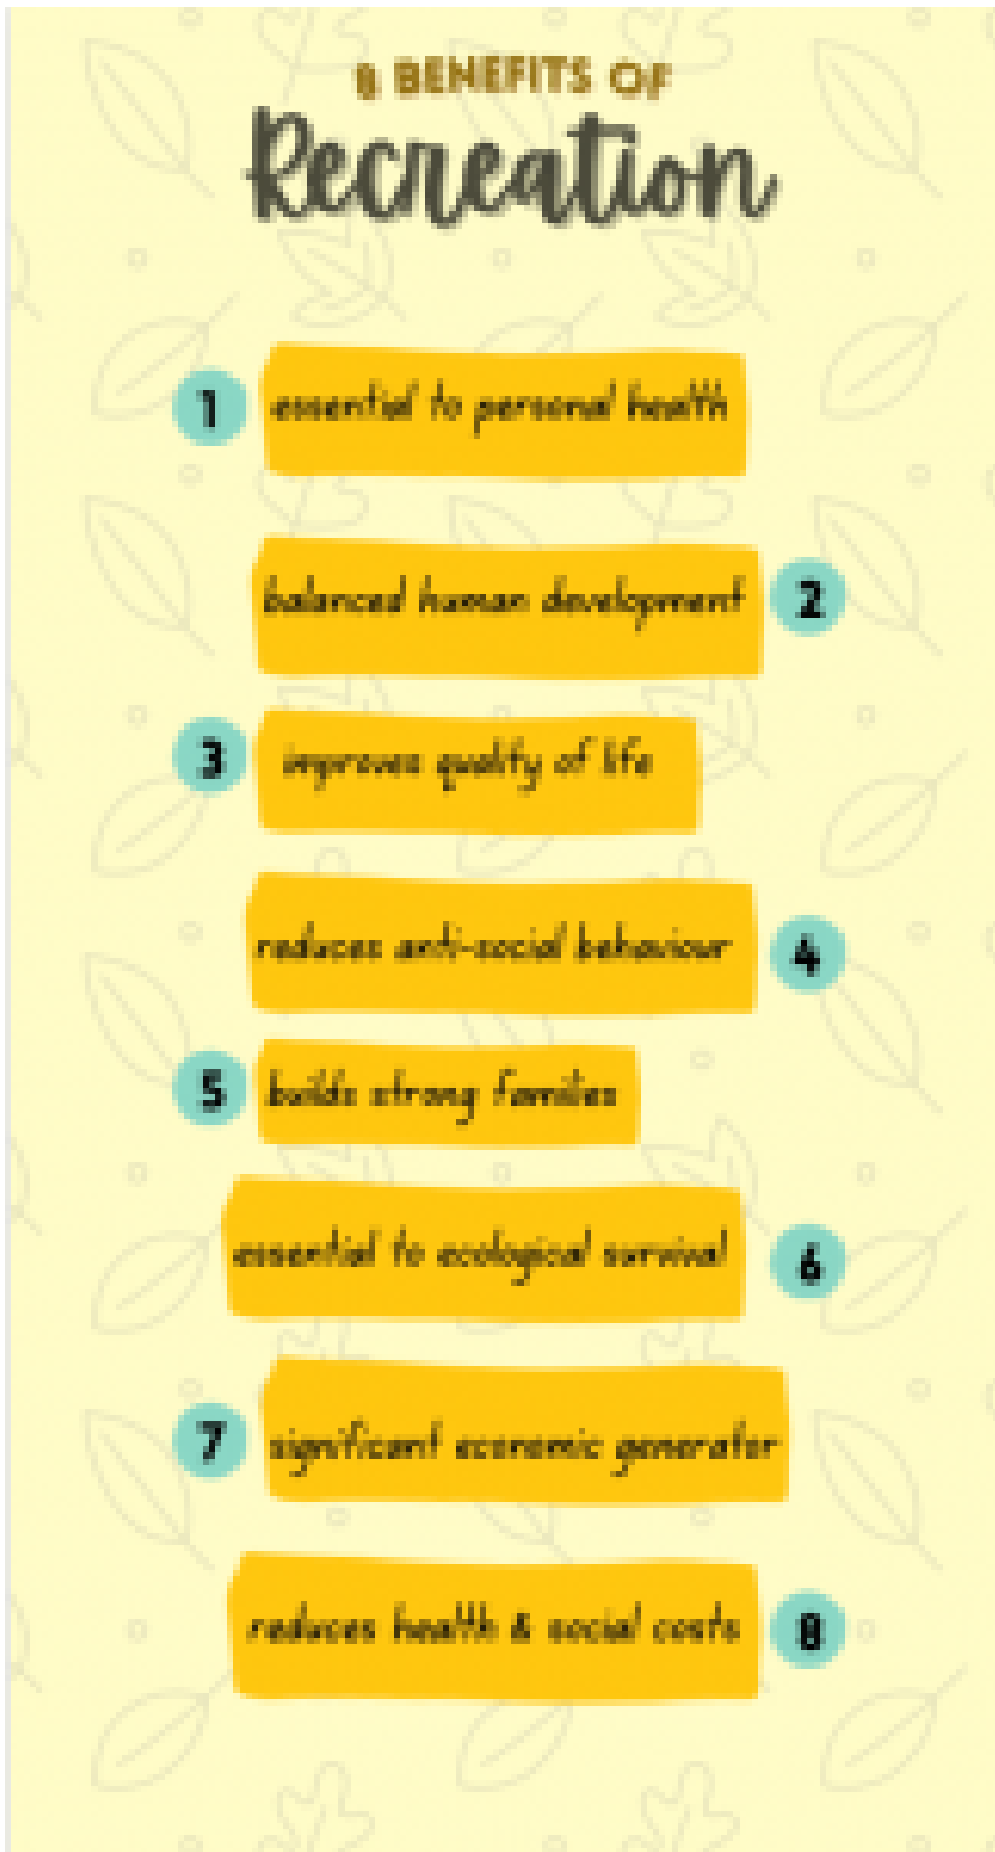 8 BENEFITS OF
Recreation
1 essential to personal health
balanced human development 2
3 improves quality of life
reduces anti-social behaviour 4
5 builds strong families
essential to ecological survival 6
7 significant economic generator
reduces health & social costs 8